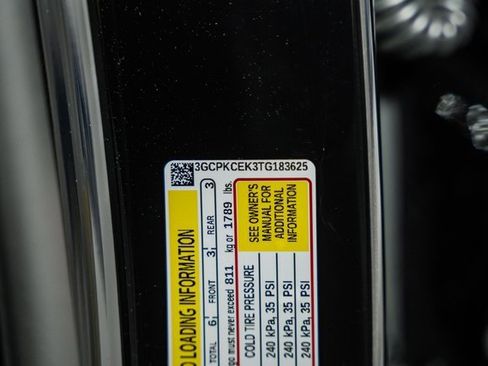 3GCPKCEK3TG183625
D LOADING INFORMATION
TOTAL 6 FRONT 3 REAR 3
go must never exceed 811 kg or 1789 lbs.
SEE OWNER'S
MANUAL FOR
ADDITIONAL
INFORMATION
COLD TIRE PRESSURE
240 kPa, 35 PSI
240 kPa, 35 PSI
240 kPa, 35 PSI